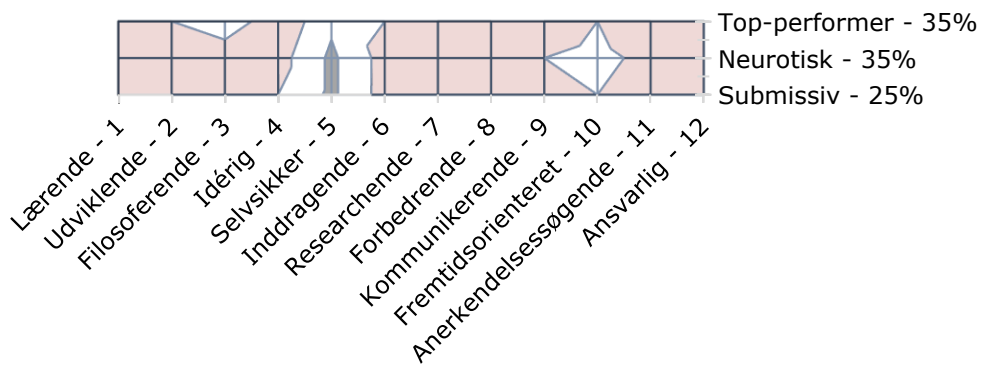 Top-performer - 35%
Neurotisk - 35%
Submissiv - 25%
Lærende - 1
Udviklende - 2
Filosoferende - 3
Idérig - 4
Selvsikker - 5
Inddragende - 6
Researchende - 7
Forbedrende - 8
Kommunikerende - 9
Fremtidsorienteret - 10
Anerkendelsessøgende - 11
Ansvarlig - 12